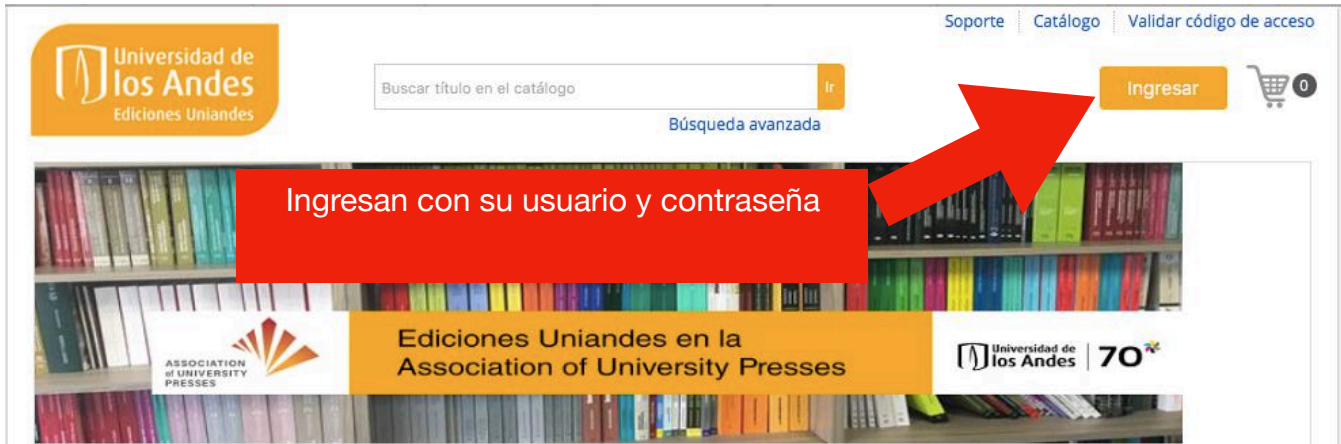 Soporte Catálogo Validar código de acceso
Universidad de
los Andes
Ediciones Uniandes
Buscar título en el catálogo Ir
Búsqueda avanzada
Ingresar 0
Ingresan con su usuario y contraseña
ASSOCIATION
of UNIVERSITY
PRESSES
Ediciones Uniandes en la
Association of University Presses
Universidad de
los Andes 70